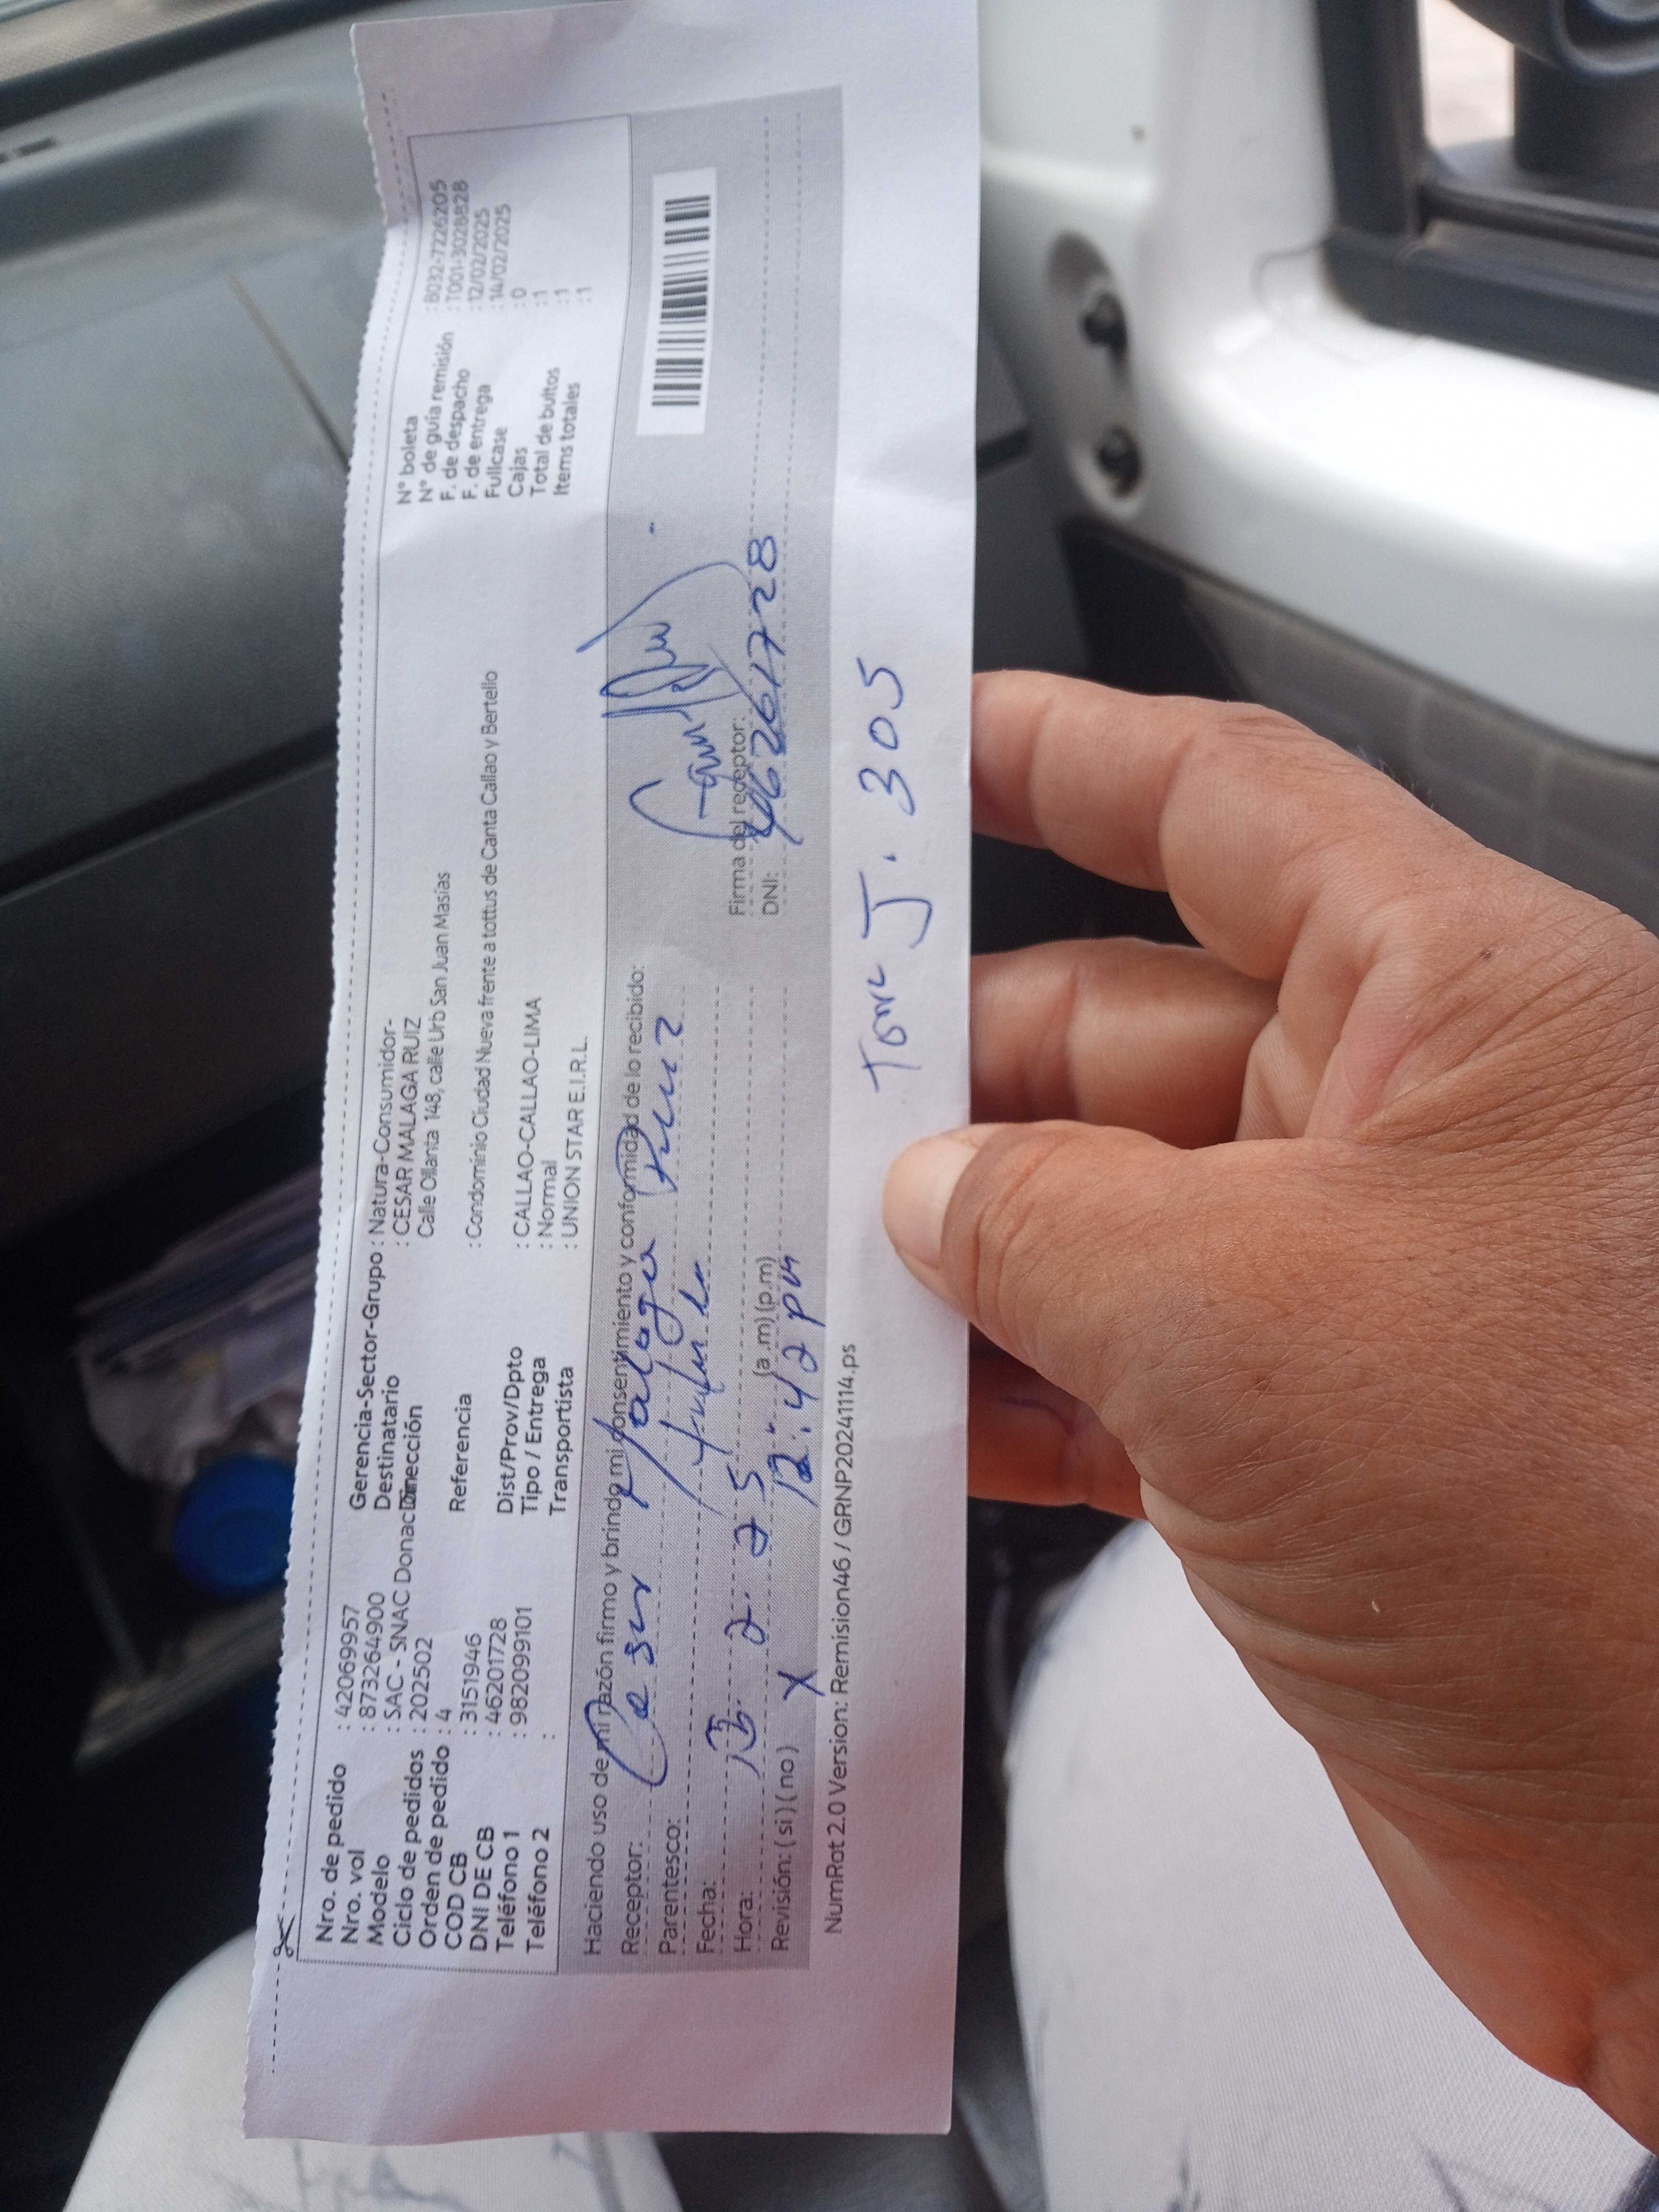 Nro. de pedido : 42069957
Nro. vol : 873264900
Modelo : SAC - SNAC Donac
Ciclo de pedidos : 202502
Orden de pedido : 4
COD CB : 3151946
DNI DE CB : 46201728
Teléfono 1 : 982099101
Teléfono 2 :
Gerencia-Sector-Grupo : Natura-Consumidor-
Destinatario : CESAR MALAGA RUIZ
Dirección Calle Ollanta 148, calle Urb San Juan Masías
Referencia : Condominio Ciudad Nueva frente a tottus de Canta Callao y Bertello
Dist/Prov/Dpto : CALLAO-CALLAO-LIMA
Tipo / Entrega : Normal
Transportista : UNION STAR E.I.R.L.
N° boleta : B032-7226205
N° de guía remisión : T001-3028828
F. de despacho : 12/02/2025
F. de entrega : 14/02/2025
Fullcase : 0
Cajas : 1
Total de bultos : 1
Items totales : 1
Haciendo uso de mi razón firmo y brindo mi consentimiento y conformidad de lo recibido:
Receptor: Cesar Malaga Ruiz
Parentesco:
Fecha: 13. 2. 25
Hora: (a.m) (p.m) 12:42 pm
Revisión: ( si ) ( no ) X
Firma del receptor:
DNI:
Torre J. 305
NumRot 2.0 Version: Remision46 / GRNP20241114.ps